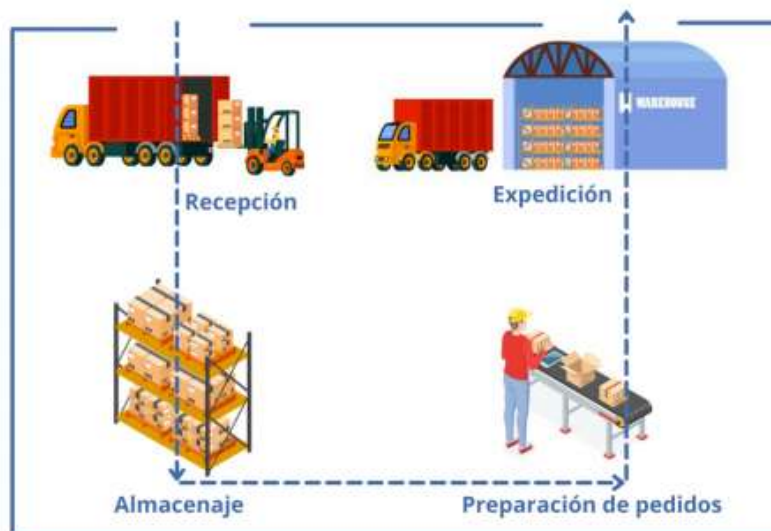 WAREHOUSE
Recepción
Expedición
Almacenaje
Preparación de pedidos